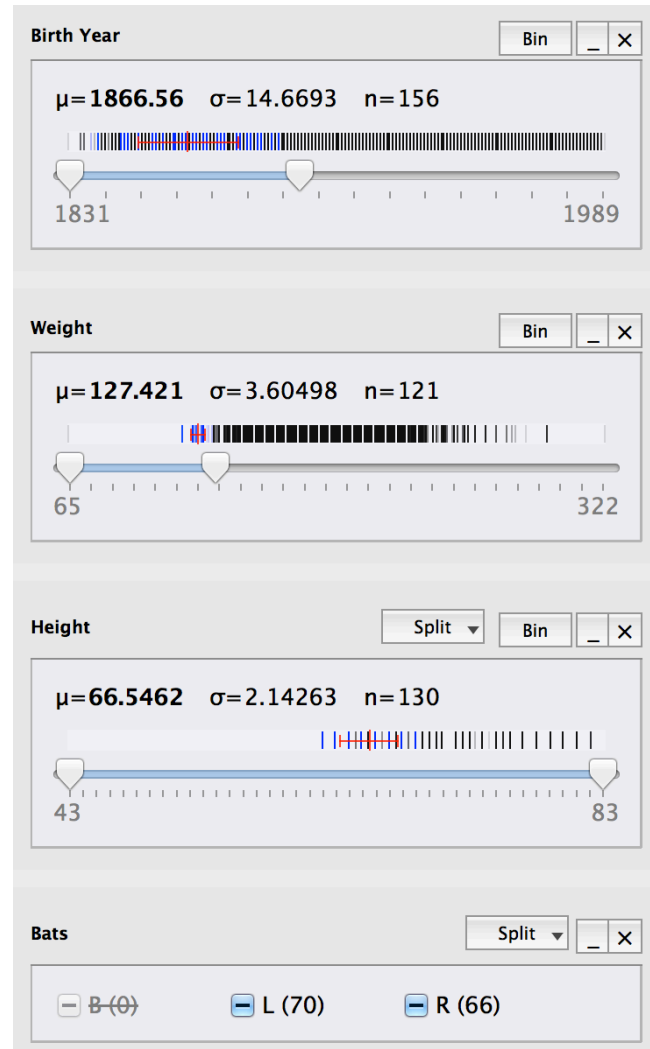 Birth Year Bin _ ×
μ=1866.56 σ=14.6693 n=156
1831 1989
Weight Bin _ ×
μ=127.421 σ=3.60498 n=121
65 322
Height Split ▾ Bin _ ×
μ=66.5462 σ=2.14263 n=130
43 83
Bats Split ▾ _ ×
B (0) L (70) R (66)